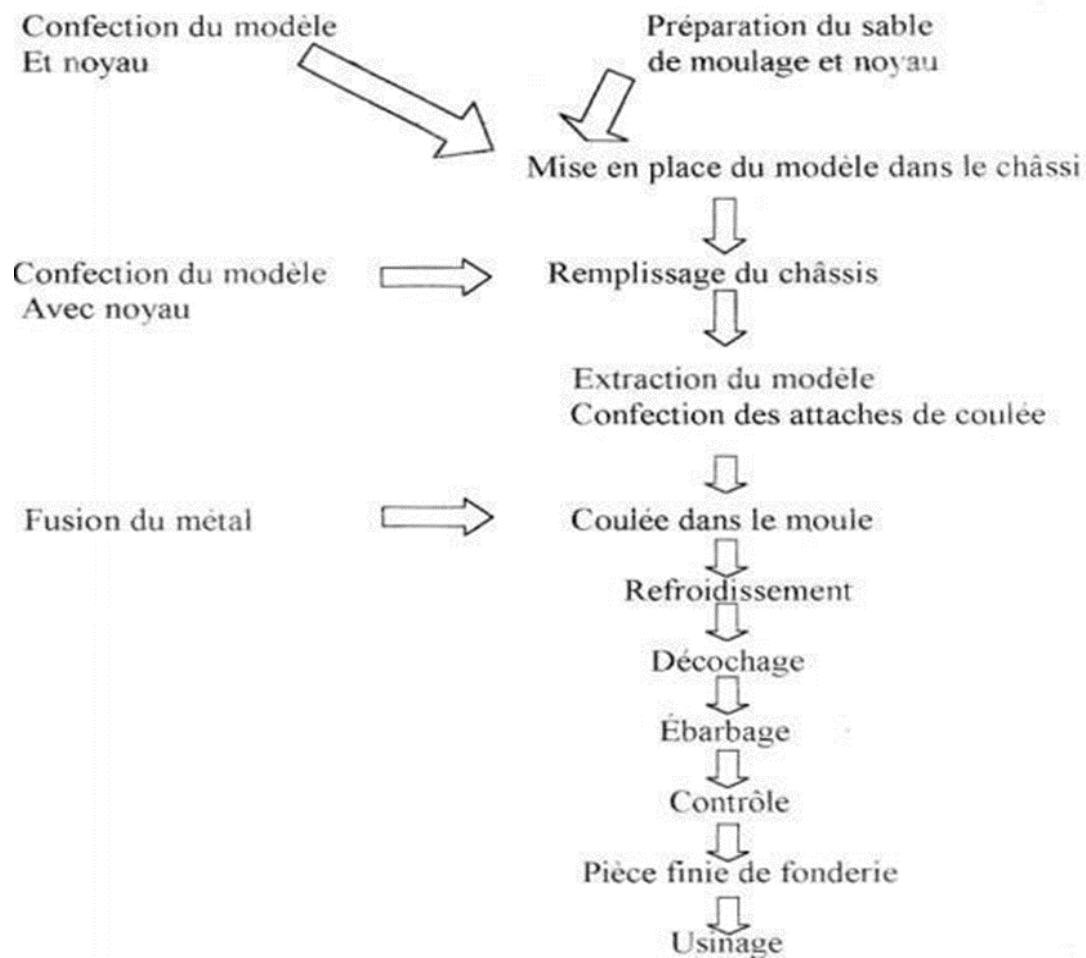 Confection du modèle
Et noyau
Préparation du sable
de moulage et noyau
Mise en place du modèle dans le châssi
Confection du modèle
Avec noyau
Remplissage du châssis
Extraction du modèle
Confection des attaches de coulée
Fusion du métal
Coulée dans le moule
Refroidissement
Décochage
Ébarbage
Contrôle
Pièce finie de fonderie
Usinage